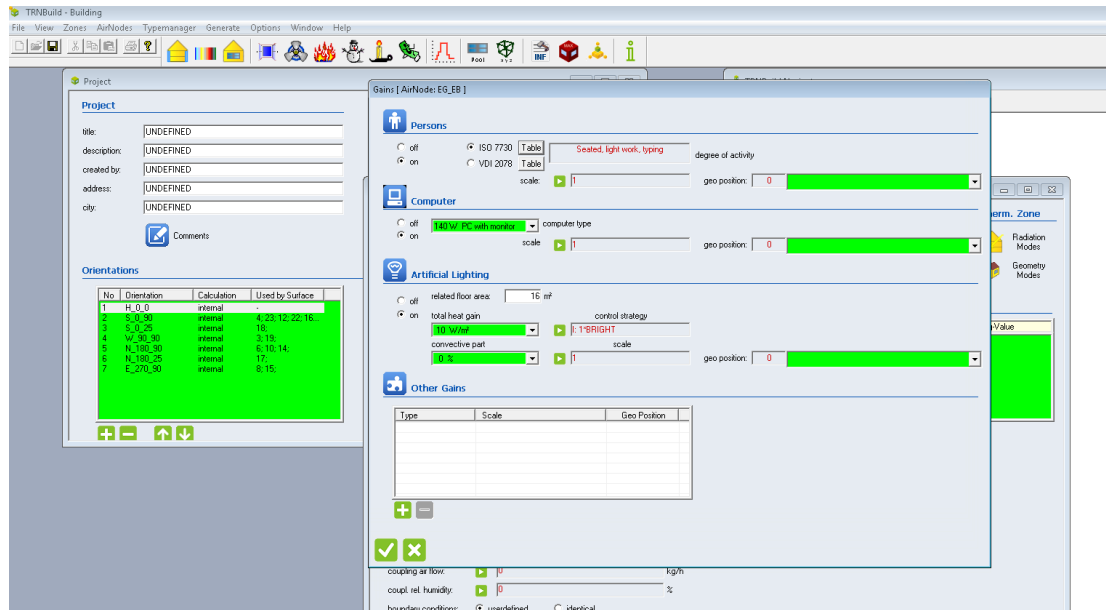 TRNBuild - Building
File View Zones AirNodes Typemanager Generate Options Window Help
Pool
x y z
INF
Project
Project
title: UNDEFINED
description: UNDEFINED
created by: UNDEFINED
address: UNDEFINED
city: UNDEFINED
Comments
Orientations
No Orientation Calculation Used by Surface
1 H_0_0 internal -
2 S_0_90 internal 4; 23; 12; 22; 16...
3 S_0_25 internal 18;
4 W_90_90 internal 3; 19;
5 N_180_90 internal 6; 10; 14;
6 N_180_25 internal 17;
7 E_270_90 internal 8; 15;
Gains [ AirNode: EG_EB ]
Persons
off ISO 7730 Table Seated, light work, typing degree of activity
on VDI 2078 Table
scale: 1 geo position: 0
Computer
off 140 W PC with monitor computer type
on
scale 1 geo position: 0
Artificial Lighting
off related floor area: 16 m²
on total heat gain control strategy
10 W/m² I: 1*BRIGHT
convective part scale
0 % 1 geo position: 0
Other Gains
Type Scale Geo Position
erm. Zone
Radiation
Modes
Geometry
Modes
-Value
coupling air flow: 0 kg/h
coupl. rel. humidity: 0 %
boundary conditions: userdefined identical